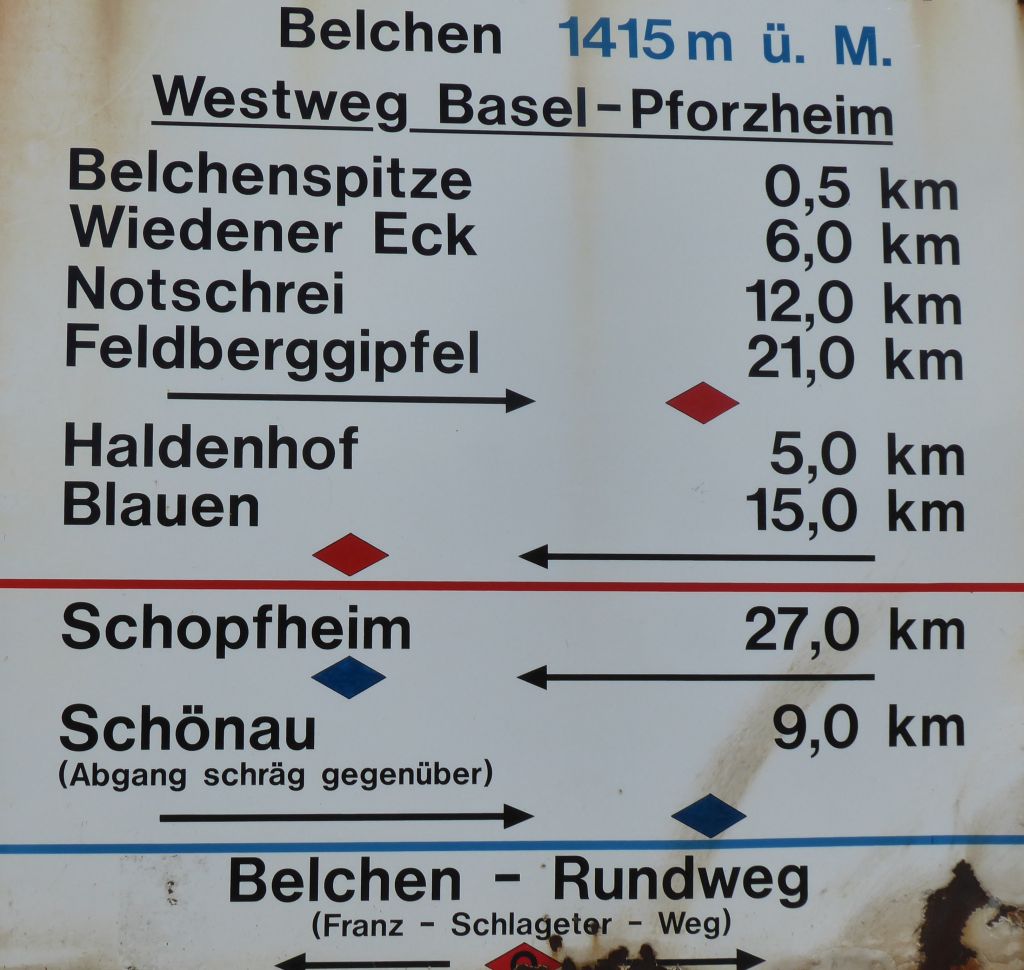 Belchen 1415 m ü. M.
Westweg Basel-Pforzheim
Belchenspitze 0,5 km
Wiedener Eck 6,0 km
Notschrei 12,0 km
Feldberggipfel 21,0 km
Haldenhof 5,0 km
Blauen 15,0 km
Schopfheim 27,0 km
Schönau 9,0 km
(Abgang schräg gegenüber)
Belchen - Rundweg
(Franz - Schlageter - Weg)